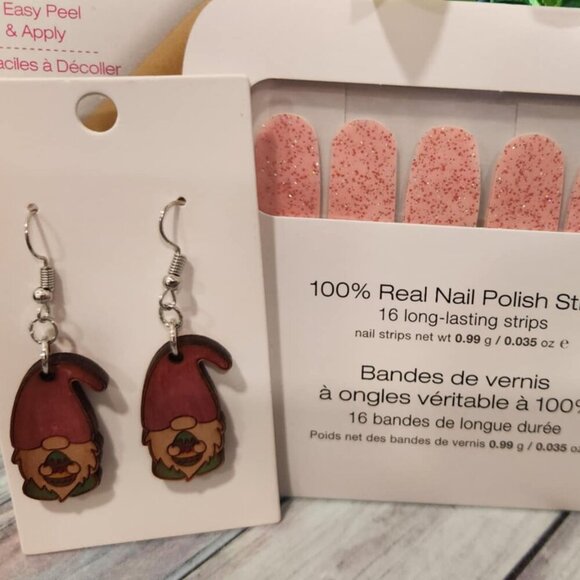 Easy Peel
& Apply
aciles à Décoller
100% Real Nail Polish St
16 long-lasting strips
nail strips net wt 0.99 g / 0.035 oz e
Bandes de vernis
à ongles véritable à 100%
16 bandes de longue durée
Poids net des bandes de vernis 0.99 g / 0.035 oz